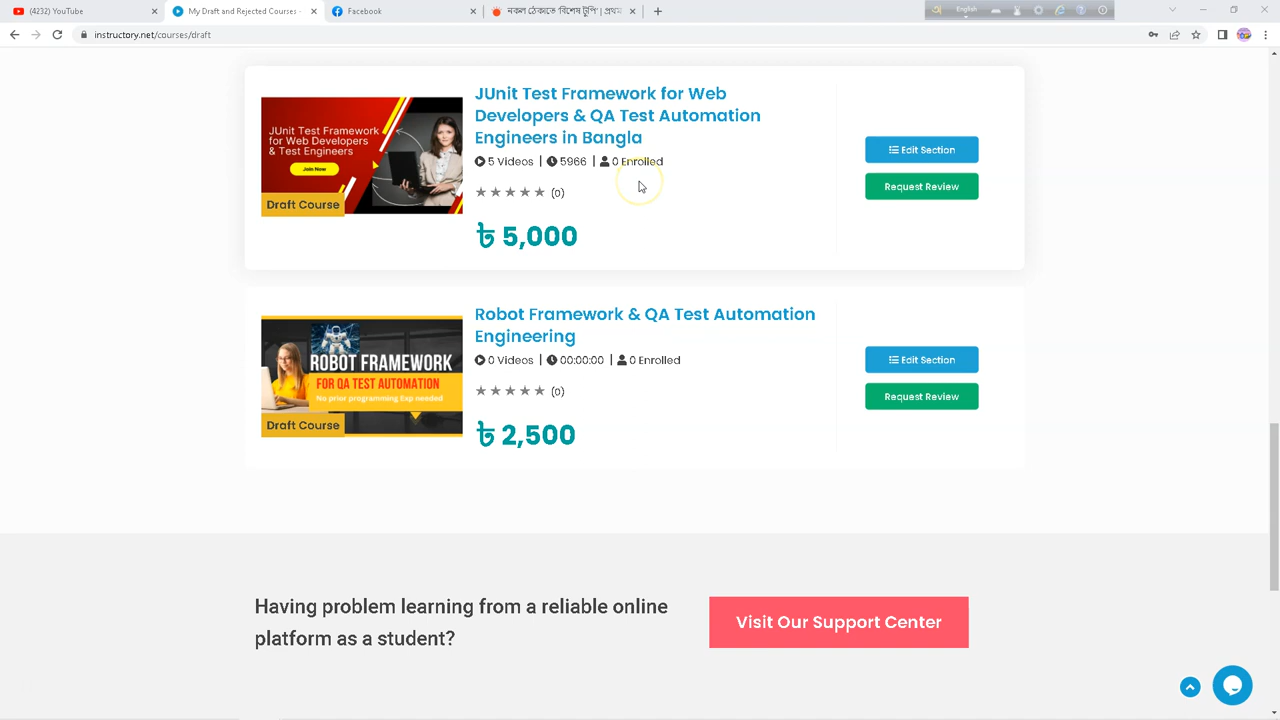 (4232) YouTube
My Draft and Rejected Courses -
Facebook
নকল ঠেকাতে 'বিশেষ টুপি' | প্রথম
English
instructory.net/courses/draft
JUnit Test Framework for Web
Developers & QA Test Automation
Engineers in Bangla
5 Videos | 5966 | 0 Enrolled
(0)
৳ 5,000
Edit Section
Request Review
JUnit Test Framework
for Web Developers
& Test Engineers
Join Now
Draft Course
Robot Framework & QA Test Automation
Engineering
0 Videos | 00:00:00 | 0 Enrolled
(0)
৳ 2,500
Edit Section
Request Review
ROBOT FRAMEWORK
FOR QA TEST AUTOMATION
No prior programming Exp needed
Draft Course
Having problem learning from a reliable online
platform as a student?
Visit Our Support Center